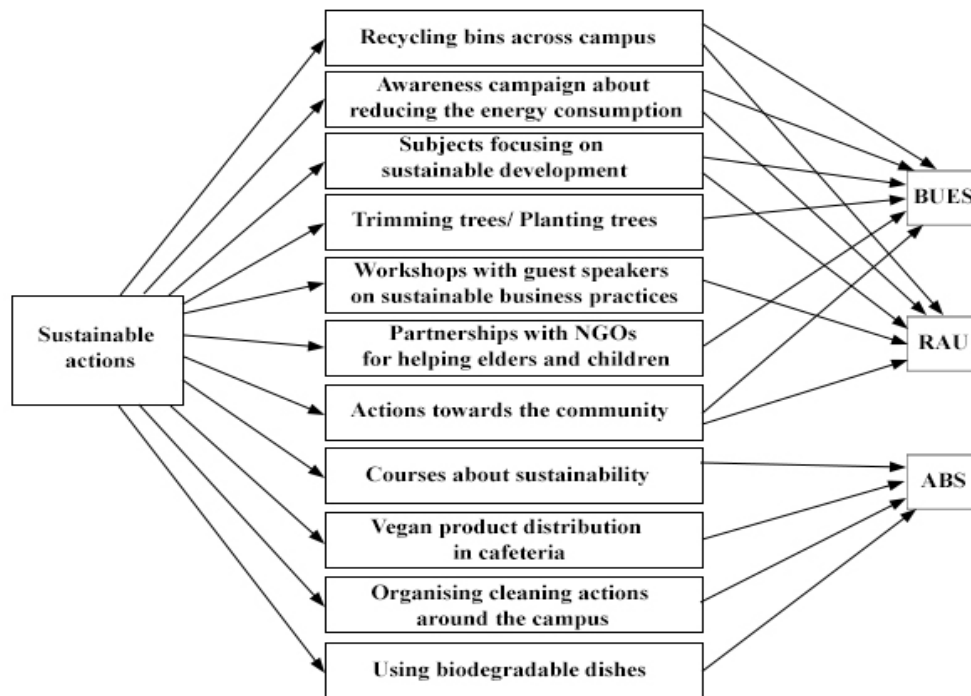 Recycling bins across campus
Awareness campaign about
reducing the energy consumption
Subjects focusing on
sustainable development
Trimming trees/ Planting trees
Workshops with guest speakers
on sustainable business practices
Partnerships with NGOs
for helping elders and children
Actions towards the community
Courses about sustainability
Vegan product distribution
in cafeteria
Organising cleaning actions
around the campus
Using biodegradable dishes
Sustainable
actions
BUES
RAU
ABS